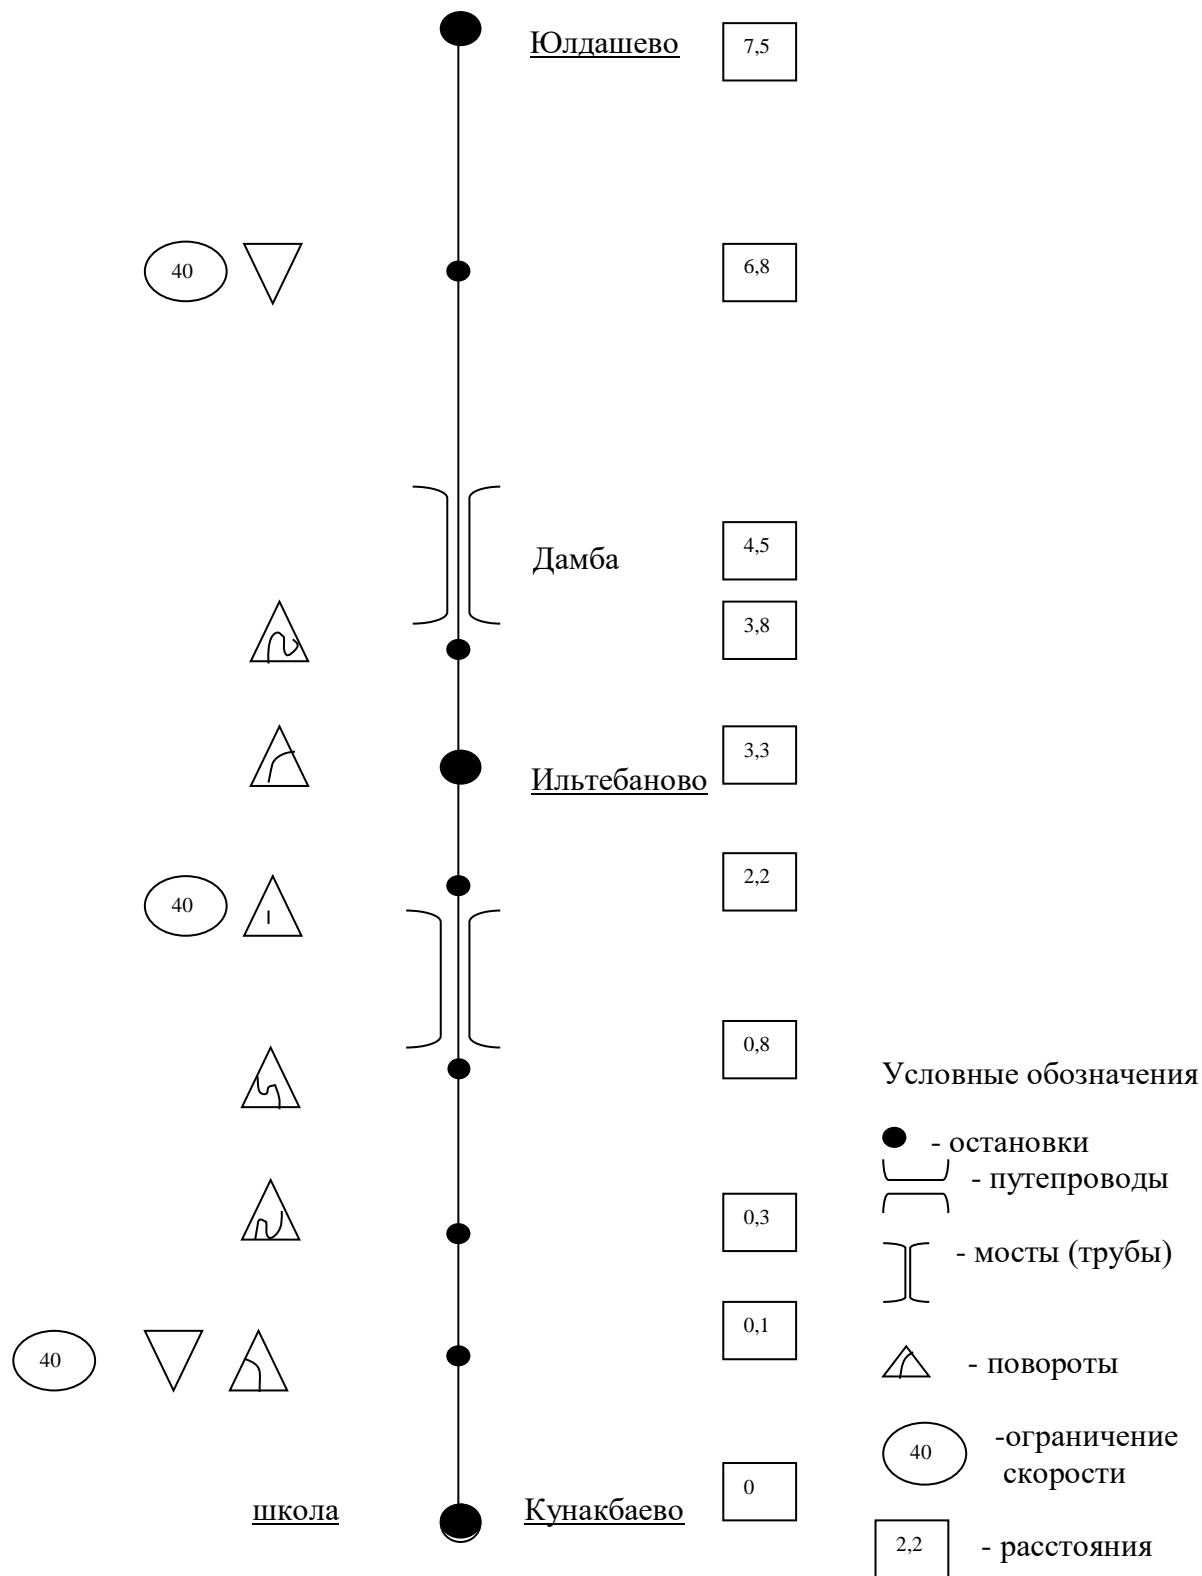 Юлдашево 7,5
40 6,8
Дамба 4,5
3,8
3,3
Ильтебаново
2,2
40
0,8
Условные обозначения
- остановки
- путепроводы
0,3
- мосты (трубы)
0,1
40 - повороты
-ограничение
40
скорости
0
школа Кунакбаево
2,2 - расстояния